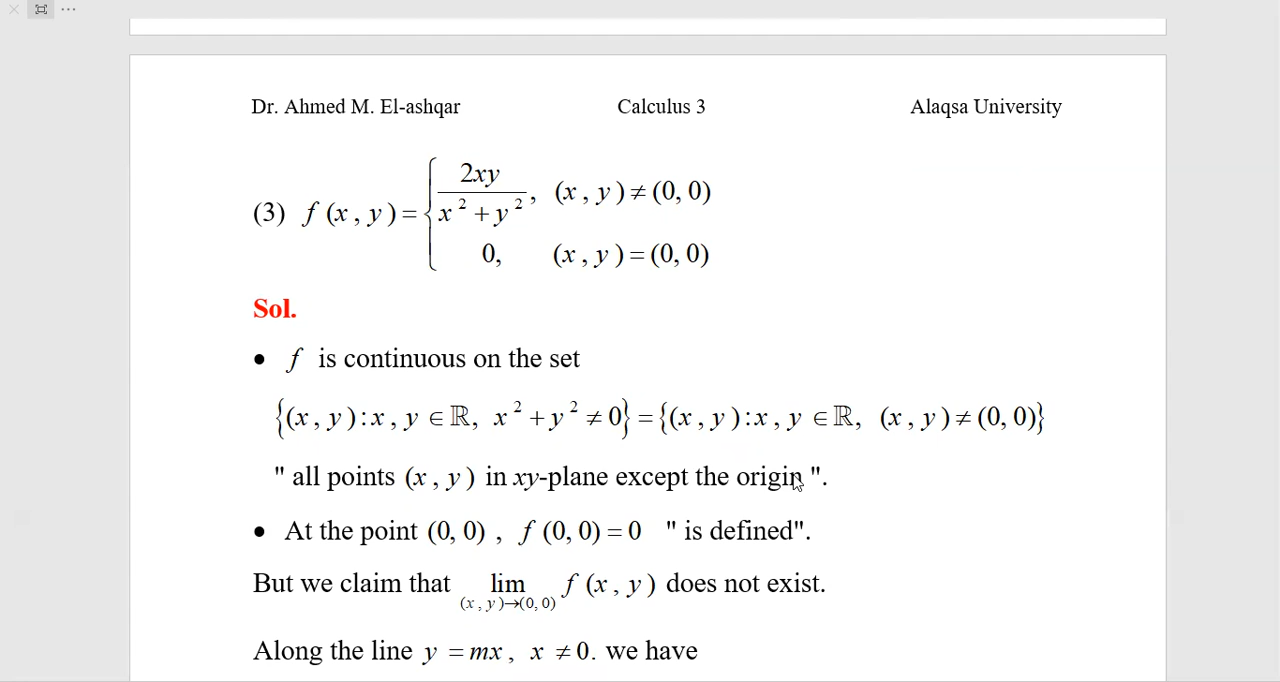 Dr. Ahmed M. El-ashqar Calculus 3 Alaqsa University
(3) f(x, y) = { 2xy / (x² + y²), (x, y) ≠ (0, 0)
0, (x, y) = (0, 0)
Sol.
• f is continuous on the set
{(x, y) : x, y ∈ ℝ, x² + y² ≠ 0} = {(x, y) : x, y ∈ ℝ, (x, y) ≠ (0, 0)}
" all points (x, y) in xy-plane except the origin ".
• At the point (0, 0) , f(0, 0) = 0 " is defined".
But we claim that lim (x, y)→(0, 0) f(x, y) does not exist.
Along the line y = mx, x ≠ 0. we have